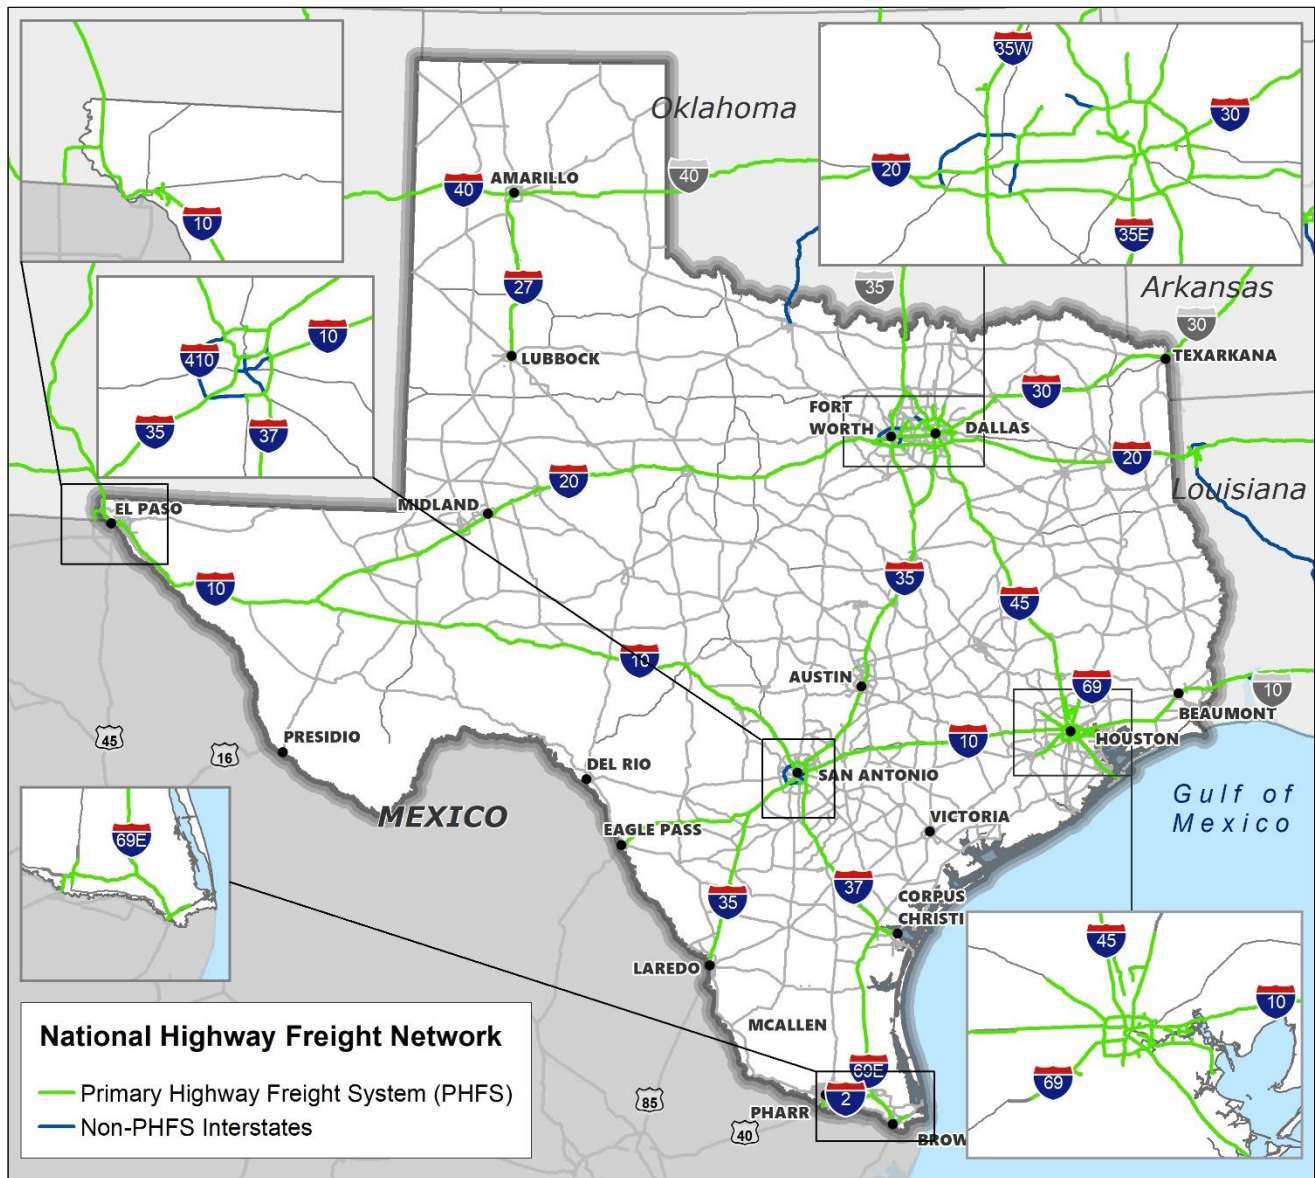 35W
30
20
35E
10
10
410
35
37
Oklahoma
AMARILLO
40
40
27
LUBBOCK
35
Arkansas
30
TEXARKANA
30
FORT
WORTH
DALLAS
20
20
Louisiana
MIDLAND
EL PASO
10
35
45
10
AUSTIN
69
BEAUMONT
10
HOUSTON
10
SAN ANTONIO
PRESIDIO
45
16
DEL RIO
MEXICO
Gulf of
Mexico
VICTORIA
EAGLE PASS
69E
35
37
CORPUS
CHRISTI
LAREDO
45
10
69
MCALLEN
69E
2
PHARR
85
40
BROW
National Highway Freight Network
Primary Highway Freight System (PHFS)
Non-PHFS Interstates